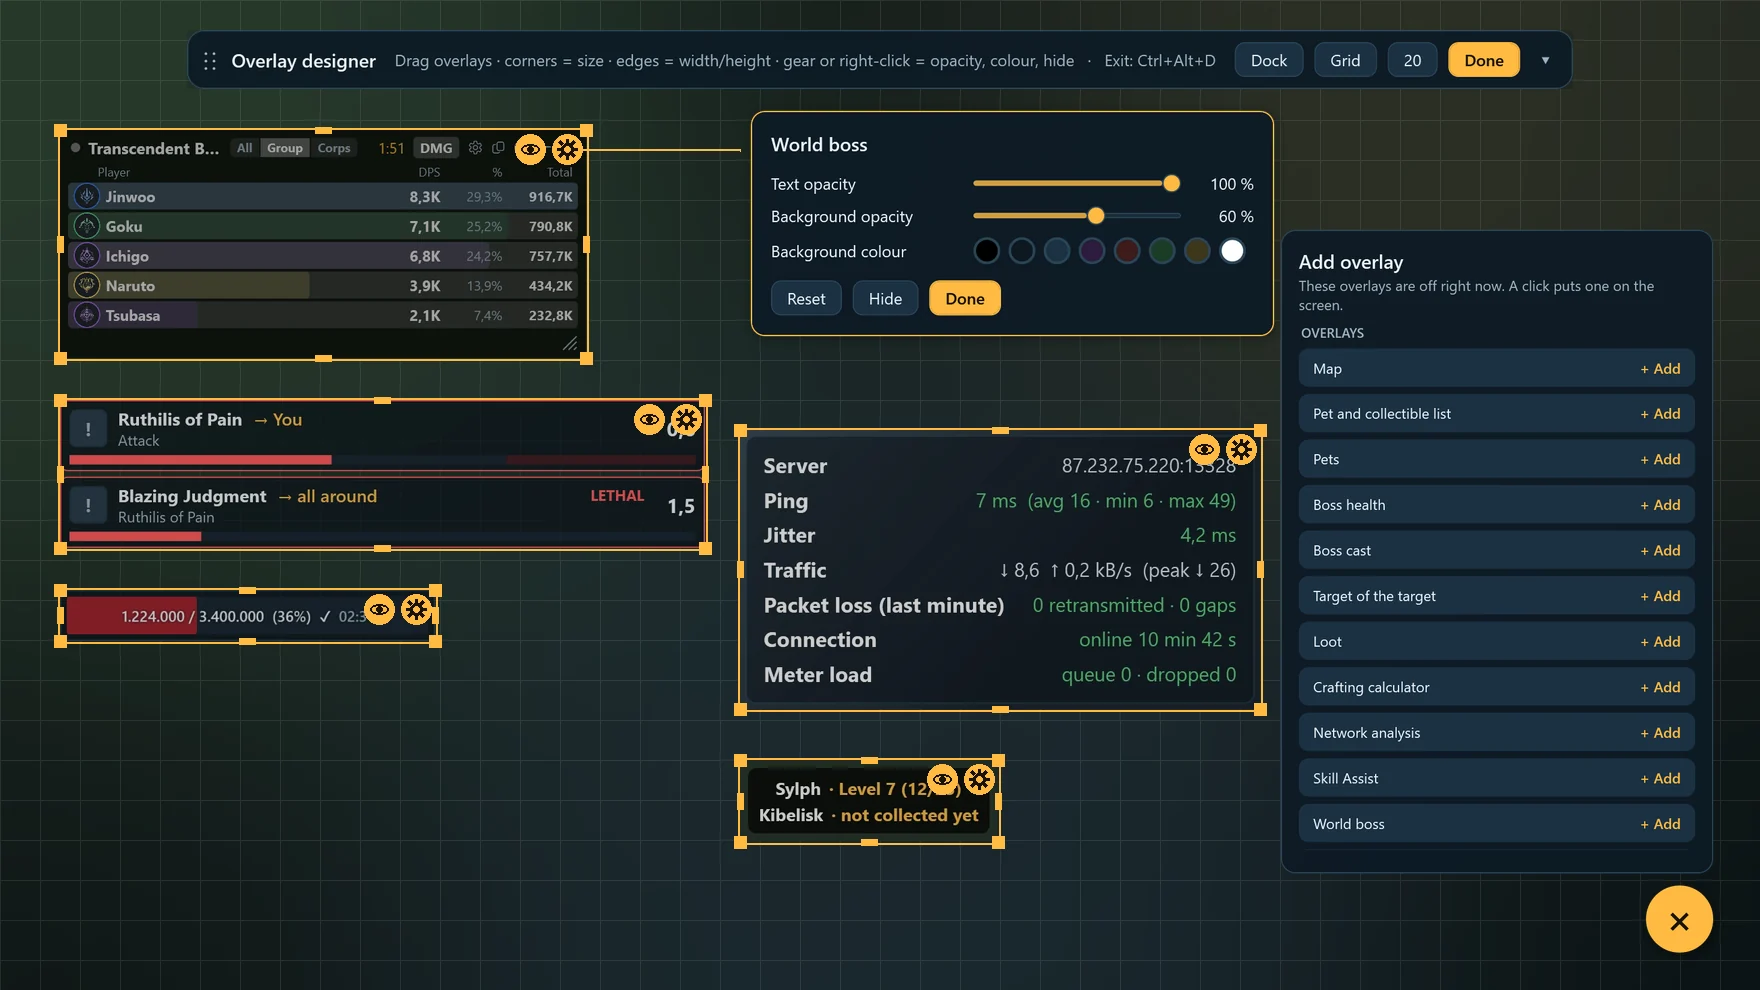 Overlay designer Drag overlays · corners = size · edges = width/height · gear or right-click = opacity, colour, hide · Exit: Ctrl+Alt+D Dock Grid 20 Done ▼
Transcendent B... All Group Corps 1:51 DMG
Player DPS % Total
Jinwoo 8,3K 29,3% 916,7K
Goku 7,1K 25,2% 790,8K
Ichigo 6,8K 24,2% 757,7K
Naruto 3,9K 13,9% 434,2K
Tsubasa 2,1K 7,4% 232,8K
World boss
Text opacity 100 %
Background opacity 60 %
Background colour
Reset Hide Done
! Ruthilis of Pain → You
Attack
! Blazing Judgment → all around LETHAL 1,5
Ruthilis of Pain
1.224.000 / 3.400.000 (36%) ✓
Server 87.232.75.220:13328
Ping 7 ms (avg 16 · min 6 · max 49)
Jitter 4,2 ms
Traffic ↓ 8,6 ↑ 0,2 kB/s (peak ↓ 26)
Packet loss (last minute) 0 retransmitted · 0 gaps
Connection online 10 min 42 s
Meter load queue 0 · dropped 0
Sylph · Level 7
Kibelisk · not collected yet
Add overlay
These overlays are off right now. A click puts one on the
screen.
OVERLAYS
Map + Add
Pet and collectible list + Add
Pets + Add
Boss health + Add
Boss cast + Add
Target of the target + Add
Loot + Add
Crafting calculator + Add
Network analysis + Add
Skill Assist + Add
World boss + Add